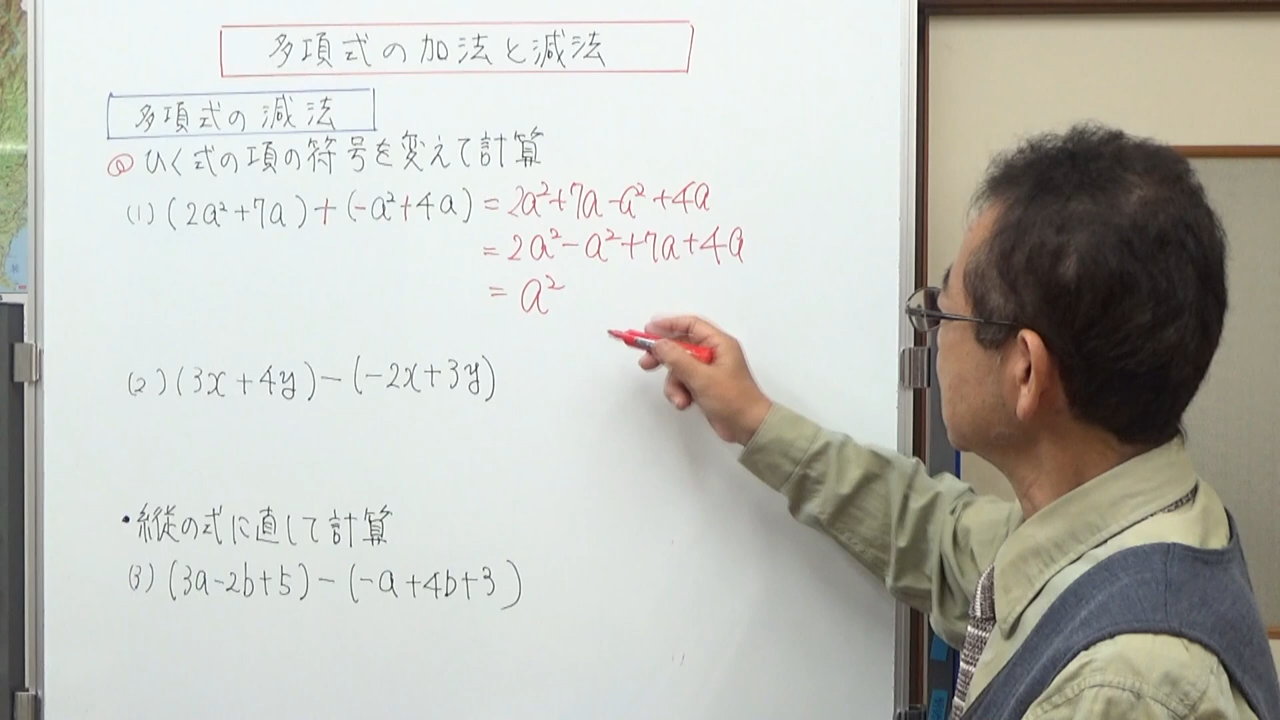 多項式の加法と減法
多項式の減法
◎ひく式の項の符号を変えて計算
(1) (2a²+7a)+(-a²+4a) = 2a²+7a-a²+4a
= 2a²-a²+7a+4a
= a²
(2) (3x+4y)-(-2x+3y)
・縦の式に直して計算
(3) (3a-2b+5)-(-a+4b+3)